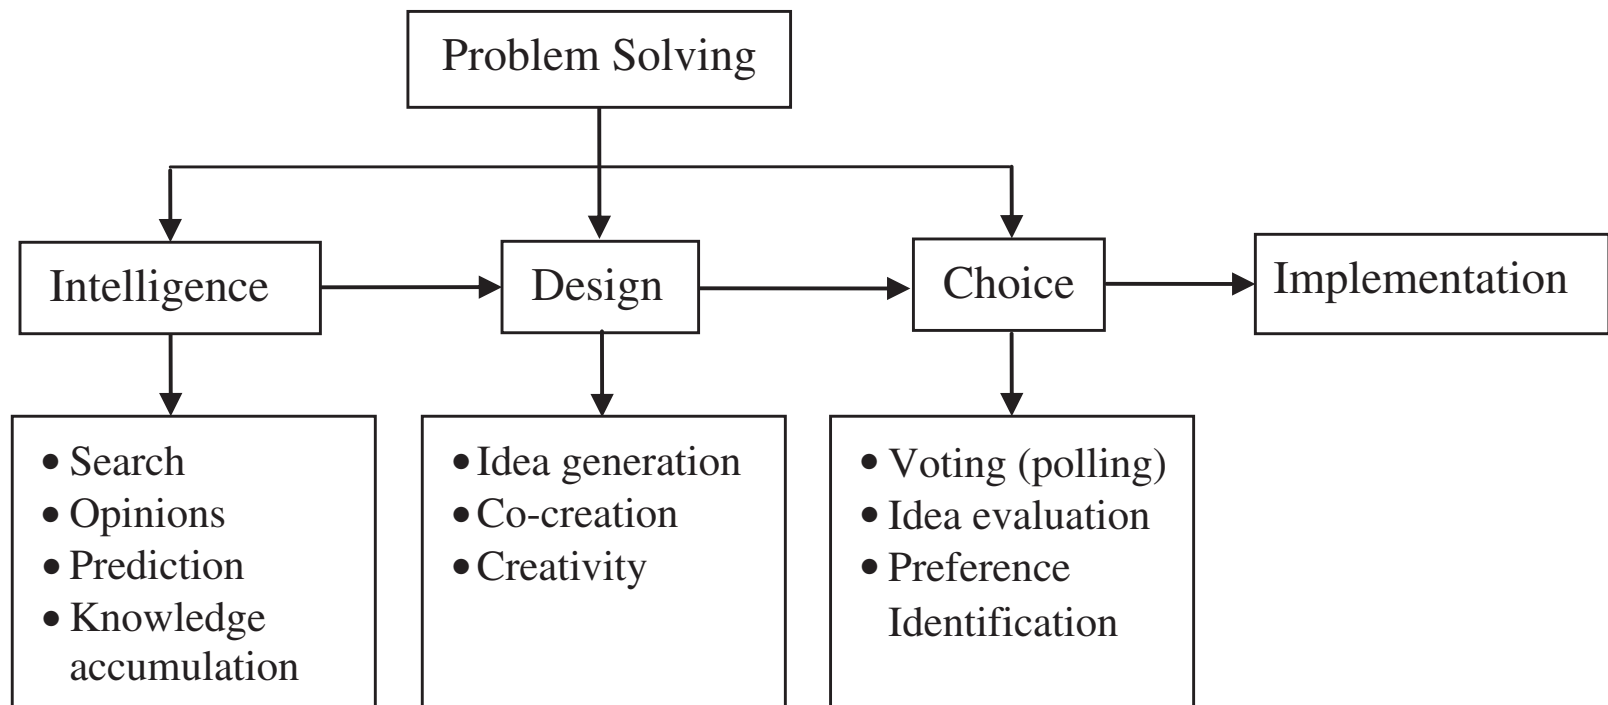 Problem Solving
Intelligence
Design
Choice
Implementation
• Search
• Opinions
• Prediction
• Knowledge
accumulation
• Idea generation
• Co-creation
• Creativity
• Voting (polling)
• Idea evaluation
• Preference
Identification